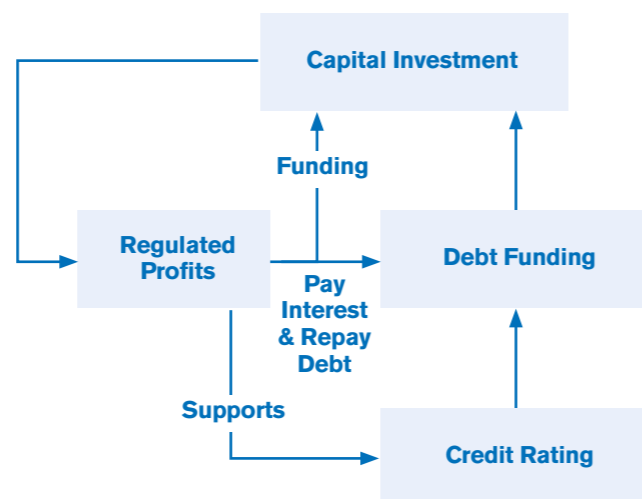 Capital Investment
Funding
Regulated
Profits
Debt Funding
Pay
Interest
& Repay
Debt
Supports
Credit Rating